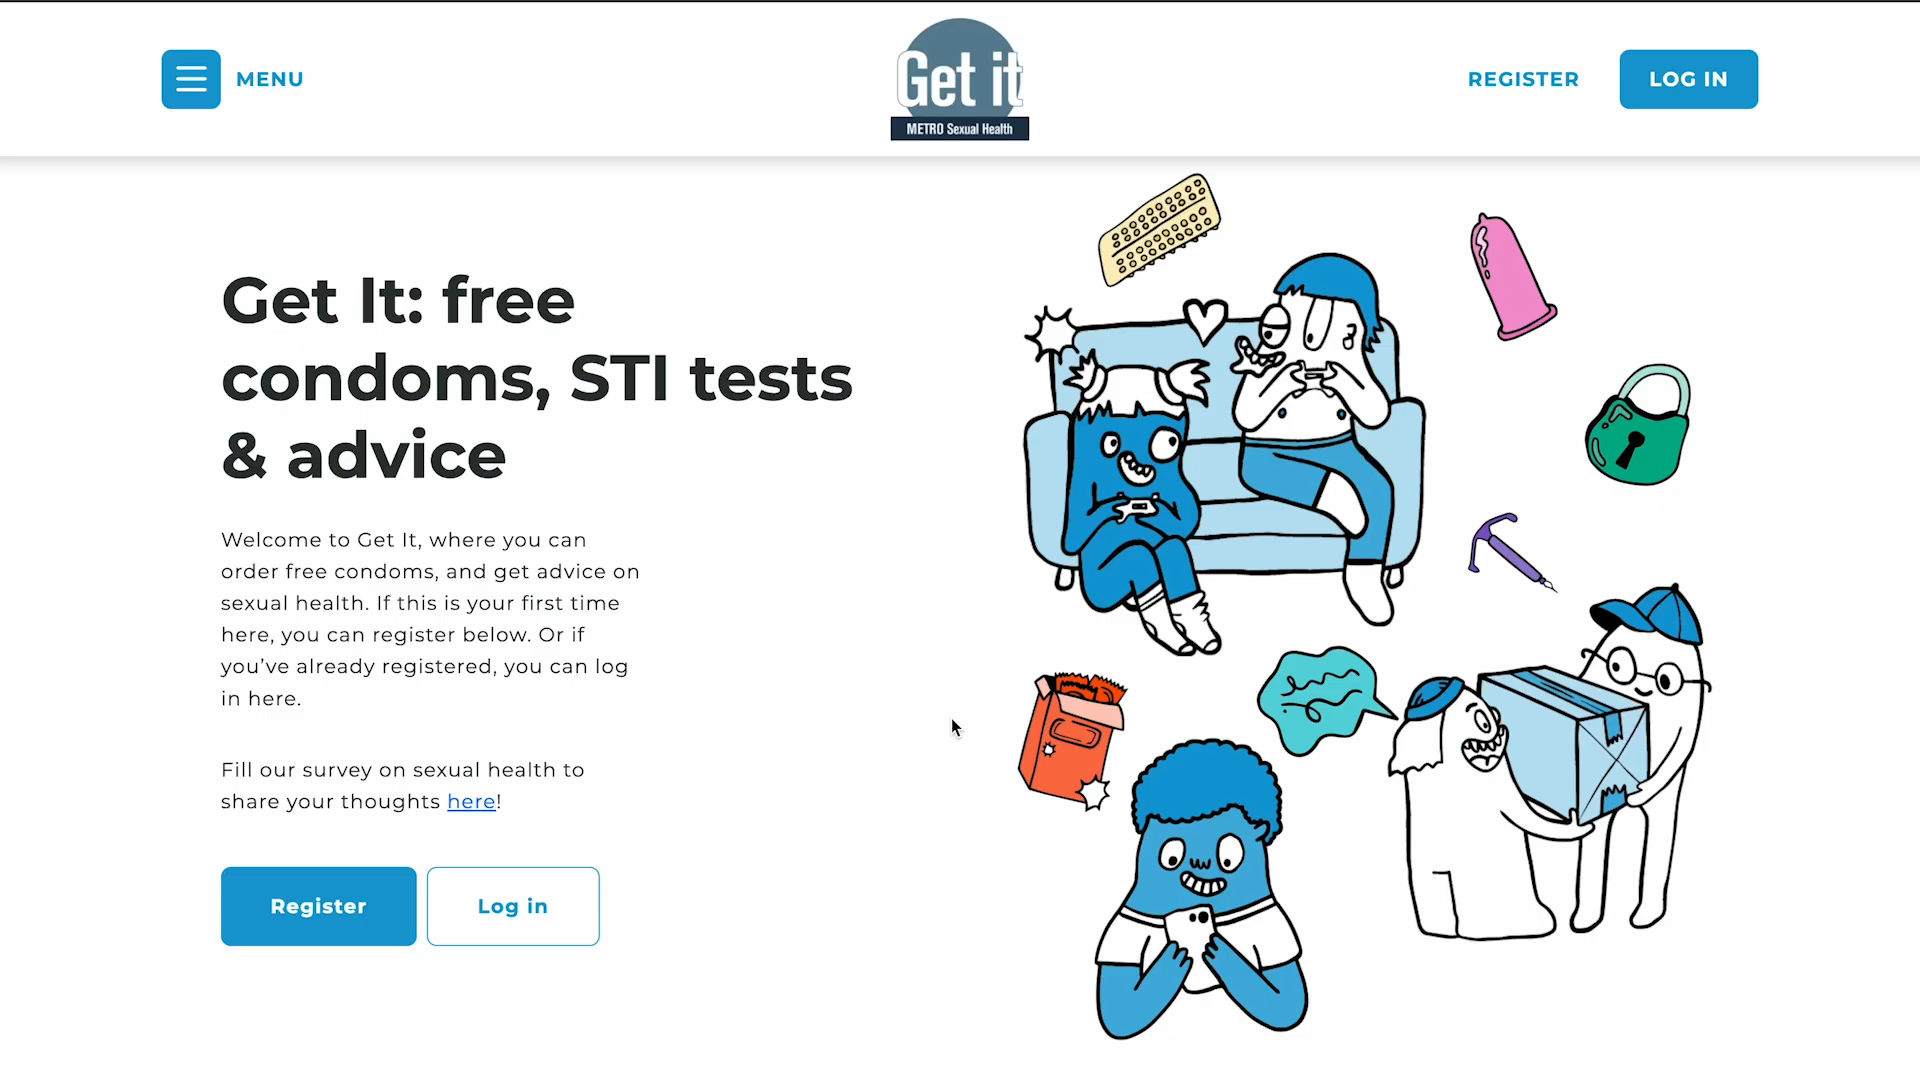 MENU
Get it
METRO Sexual Health
REGISTER
LOG IN
Get It: free
condoms, STI tests
& advice
Welcome to Get It, where you can
order free condoms, and get advice on
sexual health. If this is your first time
here, you can register below. Or if
you’ve already registered, you can log
in here.
Fill our survey on sexual health to
share your thoughts here!
Register
Log in